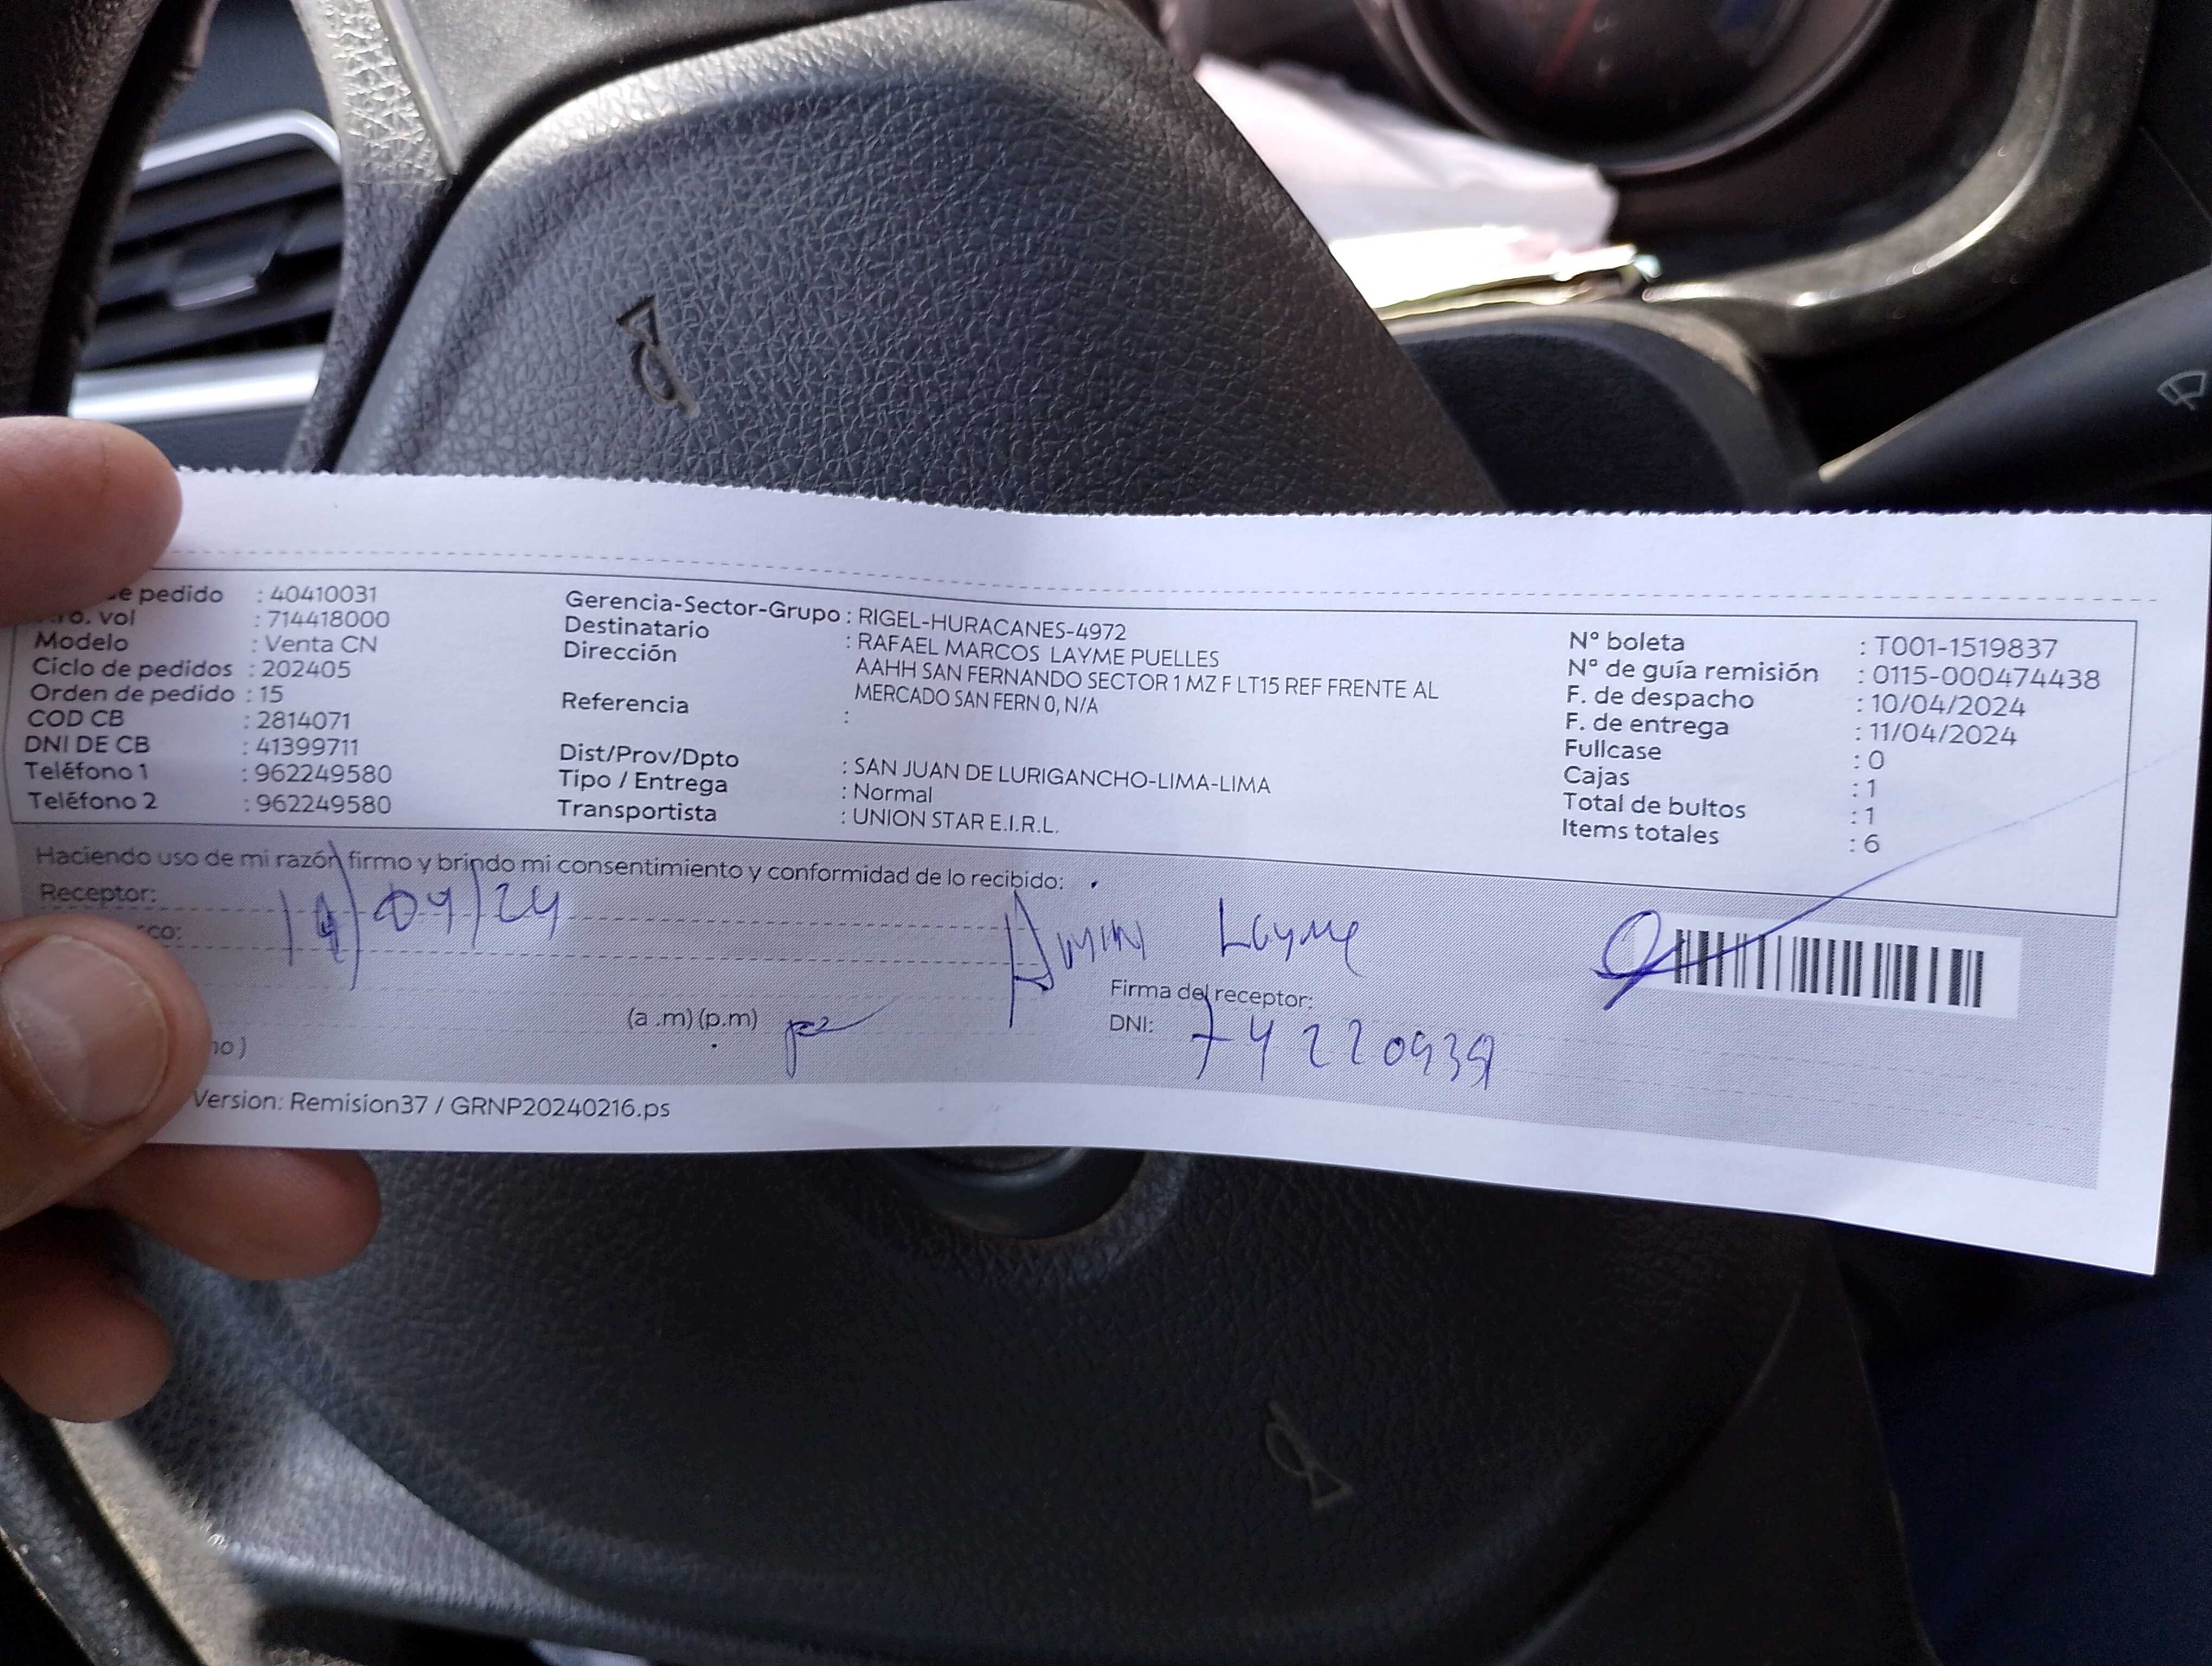 e pedido : 40410031
ro. vol : 714418000
Modelo : Venta CN
Ciclo de pedidos : 202405
Orden de pedido : 15
COD CB : 2814071
DNI DE CB : 41399711
Teléfono 1 : 962249580
Teléfono 2 : 962249580
Gerencia-Sector-Grupo : RIGEL-HURACANES-4972
Destinatario : RAFAEL MARCOS LAYME PUELLES
Dirección AAHH SAN FERNANDO SECTOR 1 MZ F LT15 REF FRENTE AL
MERCADO SAN FERN 0, N/A
Referencia :
Dist/Prov/Dpto : SAN JUAN DE LURIGANCHO-LIMA-LIMA
Tipo / Entrega : Normal
Transportista : UNION STAR E.I.R.L.
N° boleta : T001-1519837
N° de guía remisión : 0115-000474438
F. de despacho : 10/04/2024
F. de entrega : 11/04/2024
Fullcase : 0
Cajas : 1
Total de bultos : 1
Items totales : 6
Haciendo uso de mi razón firmo y brindo mi consentimiento y conformidad de lo recibido:
Receptor:
co:
Layme
Firma del receptor:
(a .m) (p.m)
DNI:
no)
Version: Remision37 / GRNP20240216.ps